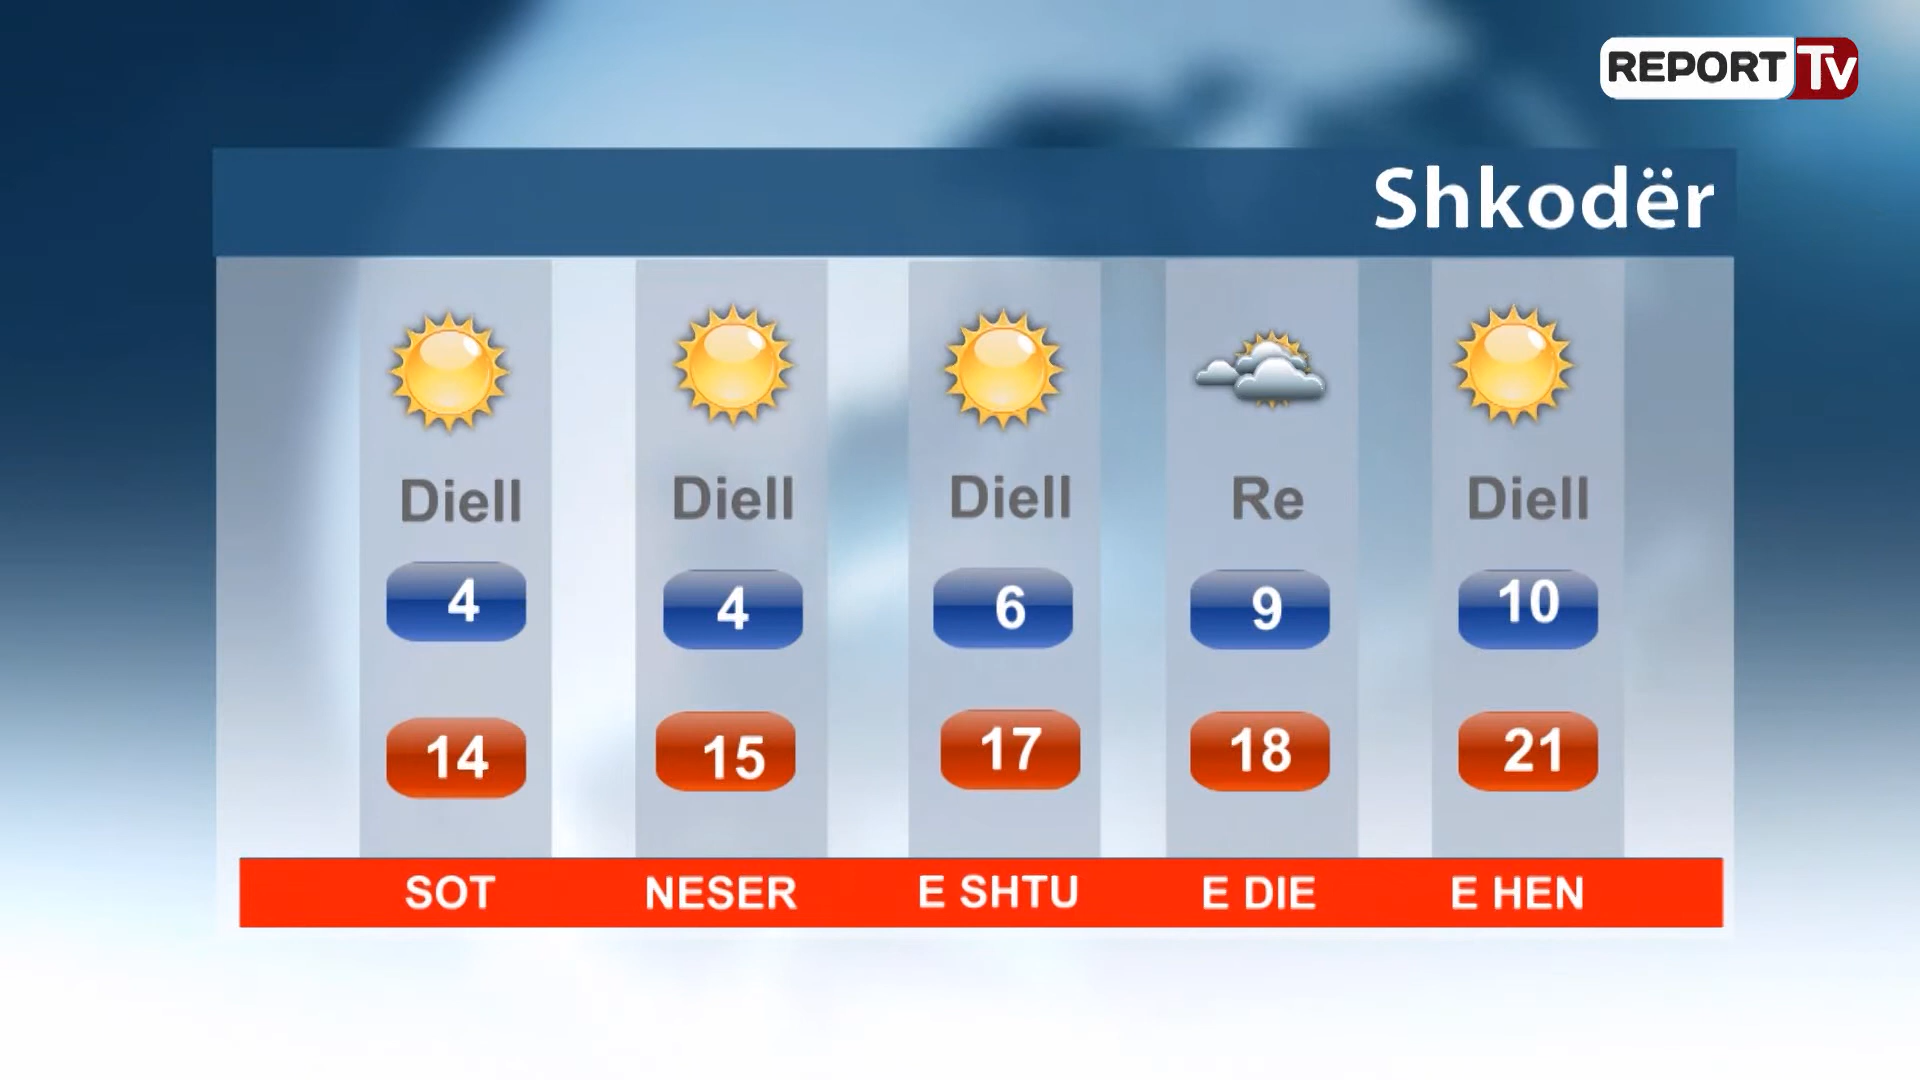 REPORT Tv
Shkodër
Diell Diell Diell Re Diell
4 4 6 9 10
14 15 17 18 21
SOT NESER E SHTU E DIE E HEN